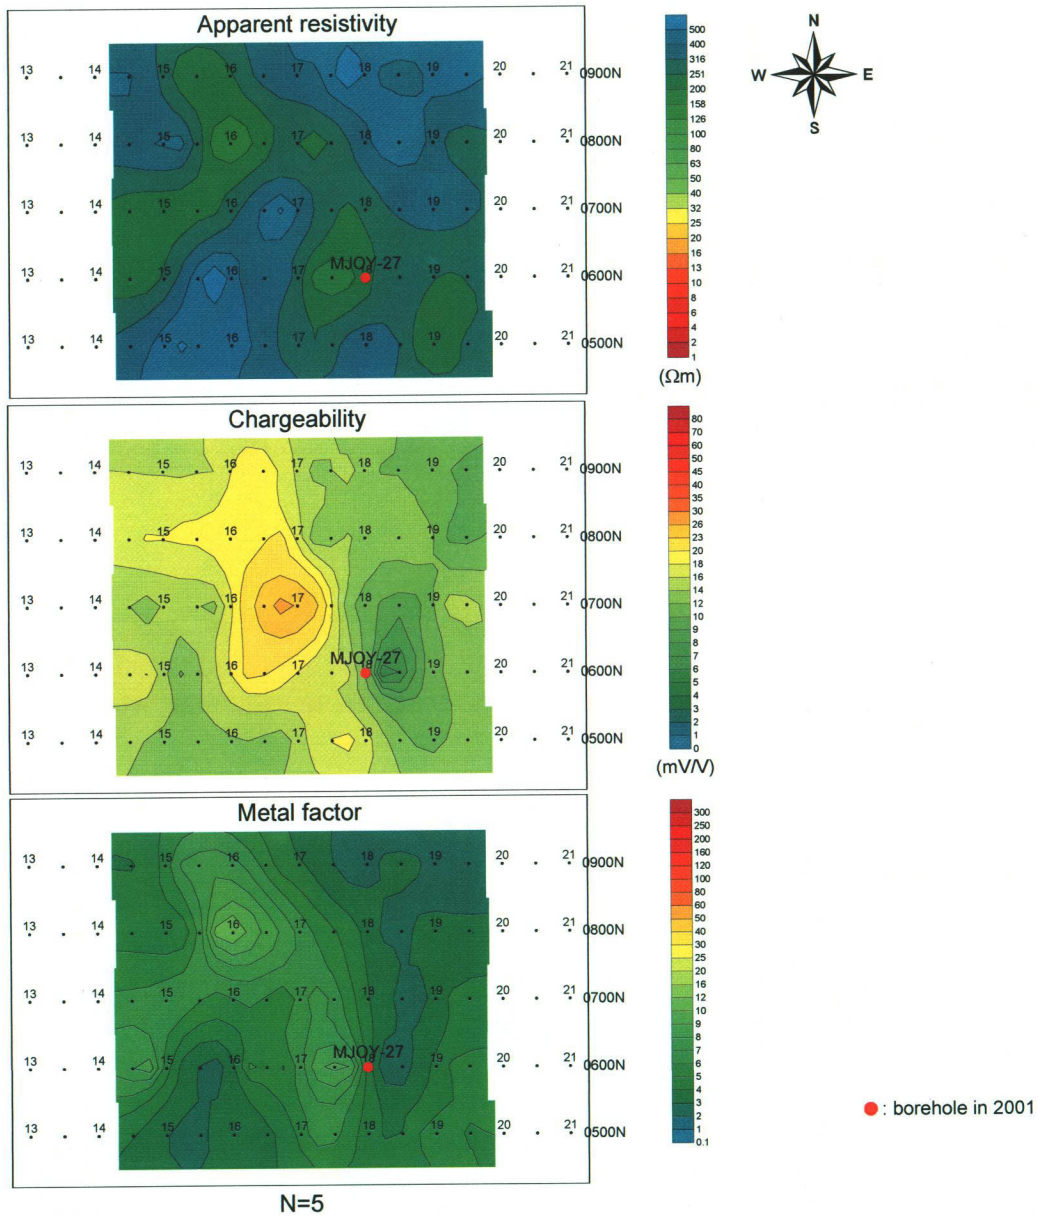 Apparent resistivity
13 14 15 16 17 18 19 20 21 0900N
13 14 15 16 17 18 19 20 21 0800N
13 14 15 16 17 18 19 20 21 0700N
MJOY-27
13 14 15 16 17 18 19 20 21 0600N
13 14 15 16 17 18 19 20 21 0500N
500
400
316
251
200
158
126
100
80
63
50
40
32
25
20
16
13
10
8
6
4
2
1
(Ωm)
N
W E
S
Chargeability
13 14 15 16 17 18 19 20 21 0900N
13 14 15 16 17 18 19 20 21 0800N
13 14 15 16 17 18 19 20 21 0700N
MJOY-27
13 14 15 16 17 18 19 20 21 0600N
13 14 15 16 17 18 19 20 21 0500N
80
70
60
50
45
40
35
30
26
23
20
18
16
14
12
10
9
8
7
6
5
4
3
2
1
0
(mV/V)
Metal factor
13 14 15 16 17 18 19 20 21 0900N
13 14 15 16 17 18 19 20 21 0800N
13 14 15 16 17 18 19 20 21 0700N
MJOY-27
13 14 15 16 17 18 19 20 21 0600N
13 14 15 16 17 18 19 20 21 0500N
300
250
200
160
120
100
80
60
50
40
30
25
20
16
12
10
9
8
7
6
5
4
3
2
1
0.1
: borehole in 2001
N=5